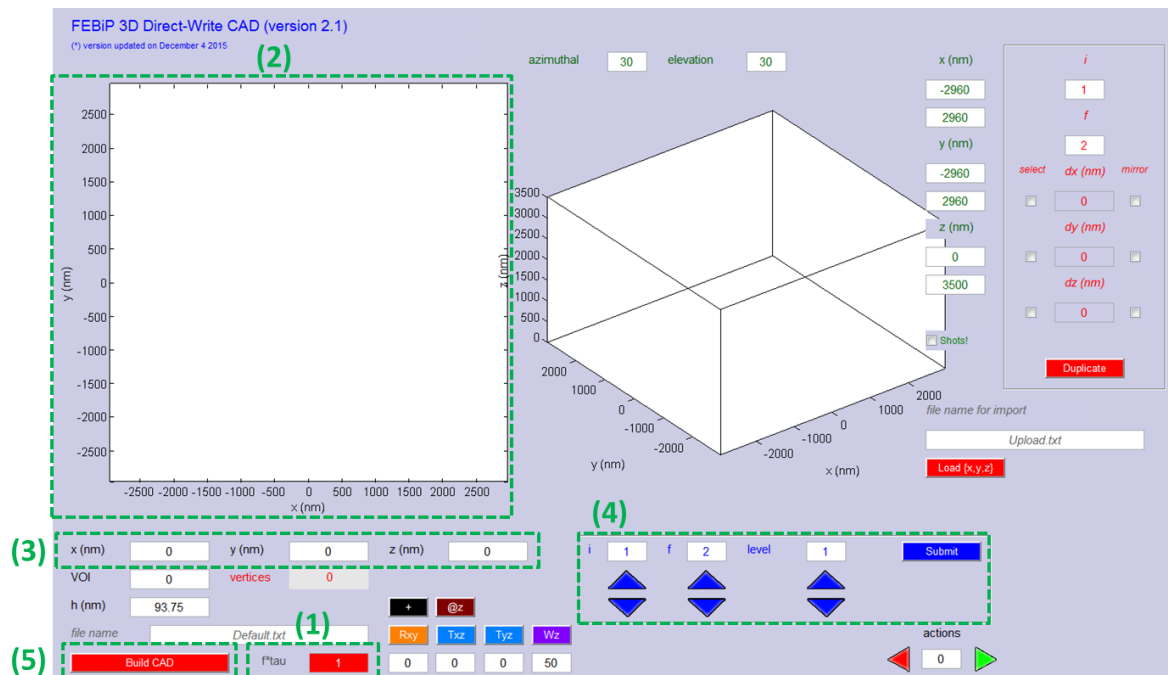 FEBiP 3D Direct-Write CAD (version 2.1)
(*) version updated on December 4 2015
(2)
azimuthal 30 elevation 30
x (nm)
-2960
2960
y (nm)
-2960
2960
z (nm)
0
3500
Shots!
i
1
f
2
select dx (nm) mirror
0
dy (nm)
0
dz (nm)
0
Duplicate
file name for import
Upload.txt
Load {x,y,z}
2500
2000
1500
1000
500
0
-500
-1000
-1500
-2000
-2500
y (nm)
-2500 -2000 -1500 -1000 -500 0 500 1000 1500 2000 2500
x (nm)
3500
3000
2500
2000
1500
1000
500
0
z (nm)
2000
1000
0
-1000
-2000
y (nm)
2000
1000
0
-1000
-2000
x (nm)
(3)
x (nm) 0 y (nm) 0 z (nm) 0
VOI 0 vertices 0
h (nm) 93.75
+ @z
file name Default.txt
(1)
Rxy Txz Tyz Wz
(5)
Build CAD f*tau 1 0 0 0 50
(4)
i 1 f 2 level 1 Submit
actions
0